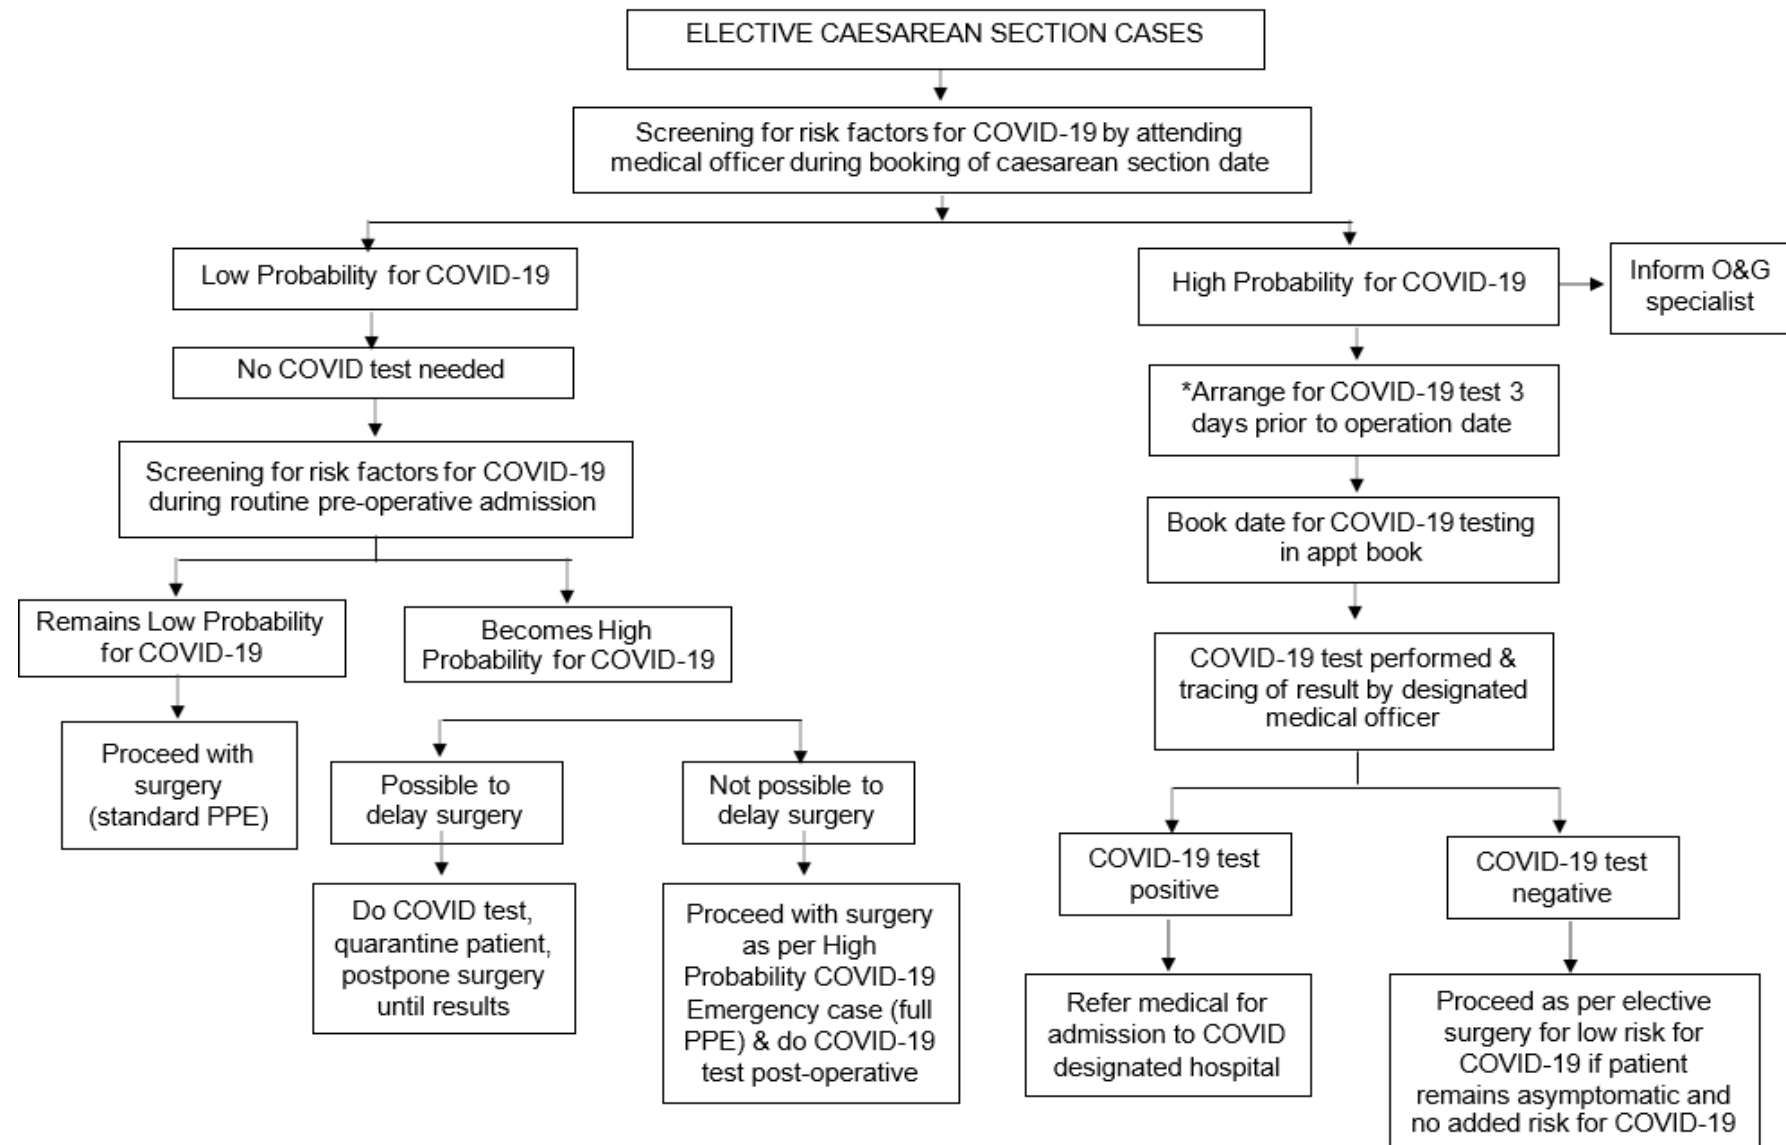 ELECTIVE CAESAREAN SECTION CASES
Screening for risk factors for COVID-19 by attending
medical officer during booking of caesarean section date
Low Probability for COVID-19
High Probability for COVID-19
Inform O&G
specialist
No COVID test needed
*Arrange for COVID-19 test 3
days prior to operation date
Screening for risk factors for COVID-19
during routine pre-operative admission
Book date for COVID-19 testing
in appt book
Remains Low Probability
for COVID-19
Becomes High
Probability for COVID-19
COVID-19 test performed &
tracing of result by designated
medical officer
Proceed with
surgery
(standard PPE)
Possible to
delay surgery
Not possible to
delay surgery
COVID-19 test
positive
COVID-19 test
negative
Do COVID test,
quarantine patient,
postpone surgery
until results
Proceed with surgery
as per High
Probability COVID-19
Emergency case (full
PPE) & do COVID-19
test post-operative
Refer medical for
admission to COVID
designated hospital
Proceed as per elective
surgery for low risk for
COVID-19 if patient
remains asymptomatic and
no added risk for COVID-19